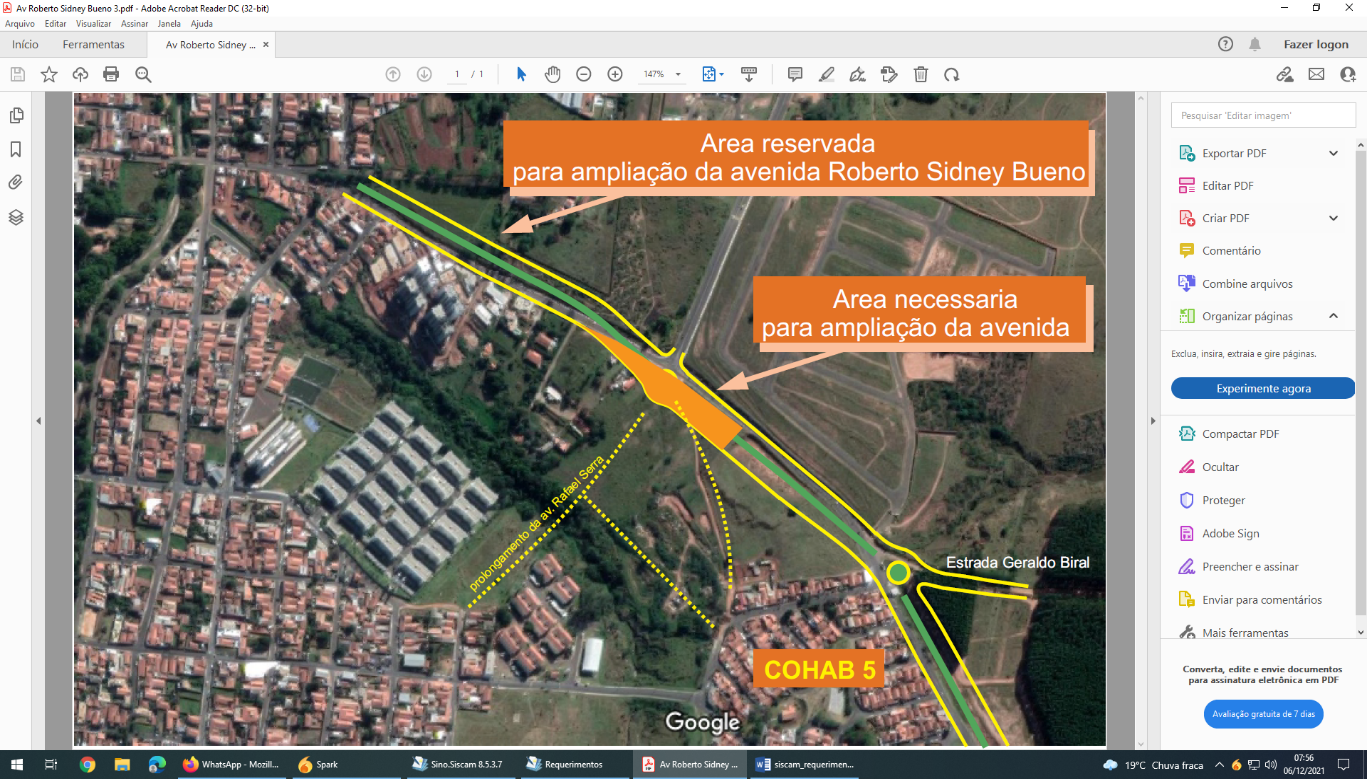 Av Roberto Sidney Bueno 3.pdf - Adobe Acrobat Reader DC (32-bit)
Arquivo Editar Visualizar Assinar Janela Ajuda
Início Ferramentas Av Roberto Sidney ... × Fazer logon
1 / 1 147%
Area reservada
para ampliação da avenida Roberto Sidney Bueno
Area necessaria
para ampliação da avenida
prolongamento da av. Rafael Serra
Estrada Geraldo Biral
COHAB 5
Google
Pesquisar 'Editar imagem'
Exportar PDF
Editar PDF
Criar PDF
Comentário
Combine arquivos
Organizar páginas
Exclua, insira, extraia e gire páginas.
Experimente agora
Compactar PDF
Ocultar
Proteger
Adobe Sign
Preencher e assinar
Enviar para comentários
Mais ferramentas
Converta, edite e envie documentos
para assinatura eletrônica em PDF
Avaliação gratuita de 7 dias
WhatsApp - Mozill... Spark Sino.Siscam 8.5.3.7 Requerimentos Av Roberto Sidney ... siscam_requerimen... 19°C Chuva fraca 07:56
06/12/2021